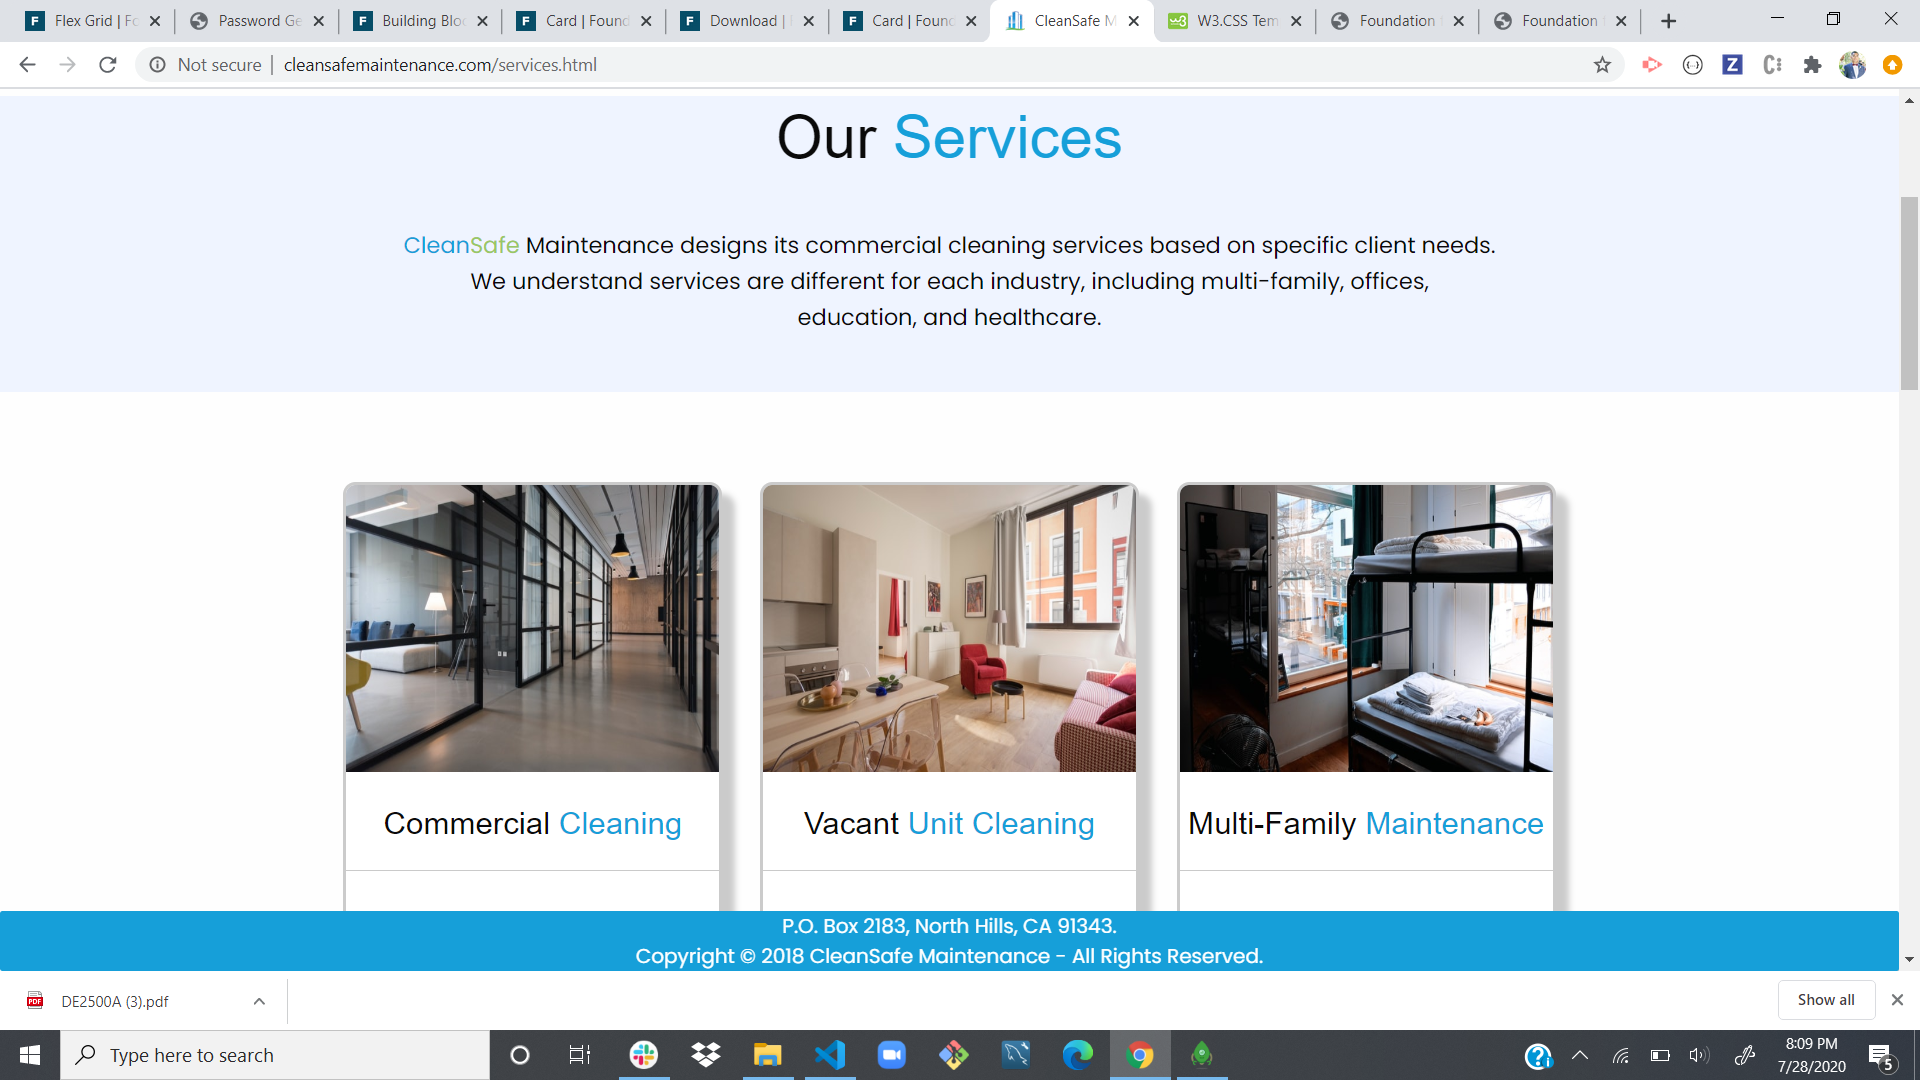 Flex Grid | Fo
Password Ge
Building Bloc
Card | Found
Download |
Card | Found
CleanSafe M
W3.CSS Tem
Foundation
Foundation
Not secure | cleansafemaintenance.com/services.html
Our Services
CleanSafe Maintenance designs its commercial cleaning services based on specific client needs.
We understand services are different for each industry, including multi-family, offices,
education, and healthcare.
Commercial Cleaning
Vacant Unit Cleaning
Multi-Family Maintenance
P.O. Box 2183, North Hills, CA 91343.
Copyright © 2018 CleanSafe Maintenance - All Rights Reserved.
DE2500A (3).pdf
Show all
Type here to search
8:09 PM
7/28/2020
5